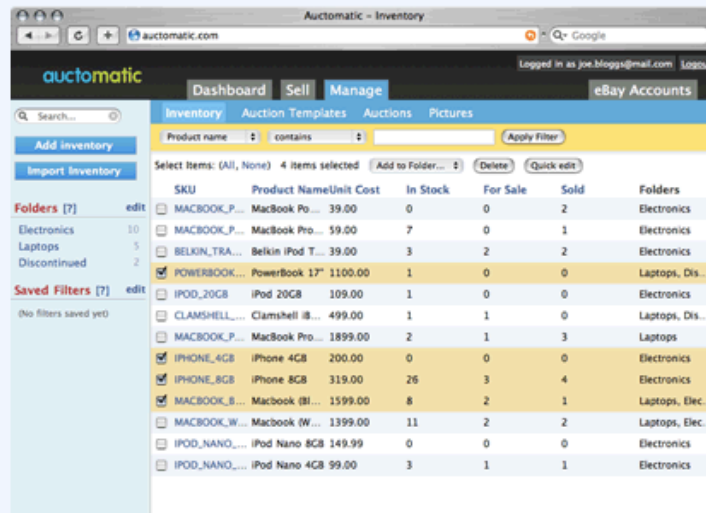 Auctomatic – Inventory
auctomatic.com
Google
Logged in as joe.bloggs@mail.com Logou
auctomatic
Dashboard Sell Manage eBay Accounts
Search...
Inventory Auction Templates Auctions Pictures
Product name contains Apply Filter
Add inventory
Import Inventory
Select Items: (All, None) 4 items selected Add to Folder... Delete Quick edit
SKU Product Name Unit Cost In Stock For Sale Sold Folders
Folders [?] edit
Electronics 10
Laptops 5
Discontinued 2
Saved Filters [?] edit
(No filters saved yet)
MACBOOK_P... MacBook Po... 39.00 0 0 2 Electronics
MACBOOK_P... MacBook Pro... 59.00 7 0 1 Electronics
BELKIN_TRA... Belkin iPod T... 39.00 3 2 2 Electronics
POWERBOOK... PowerBook 17" 1100.00 1 0 0 Laptops, Dis...
IPOD_20GB iPod 20GB 109.00 1 0 0 Electronics
CLAMSHELL_... Clamshell iB... 499.00 1 1 0 Laptops, Dis...
MACBOOK_P... MacBook Pro... 1899.00 2 1 3 Laptops
IPHONE_4GB iPhone 4GB 200.00 0 0 0 Electronics
IPHONE_8GB iPhone 8GB 319.00 26 3 4 Electronics
MACBOOK_B... Macbook (Bl... 1599.00 8 2 1 Laptops, Elec.
MACBOOK_W... Macbook (W... 1399.00 11 2 2 Laptops, Elec.
IPOD_NANO_... iPod Nano 8GB 149.99 0 0 0 Electronics
IPOD_NANO_... iPod Nano 4GB 99.00 3 1 1 Electronics